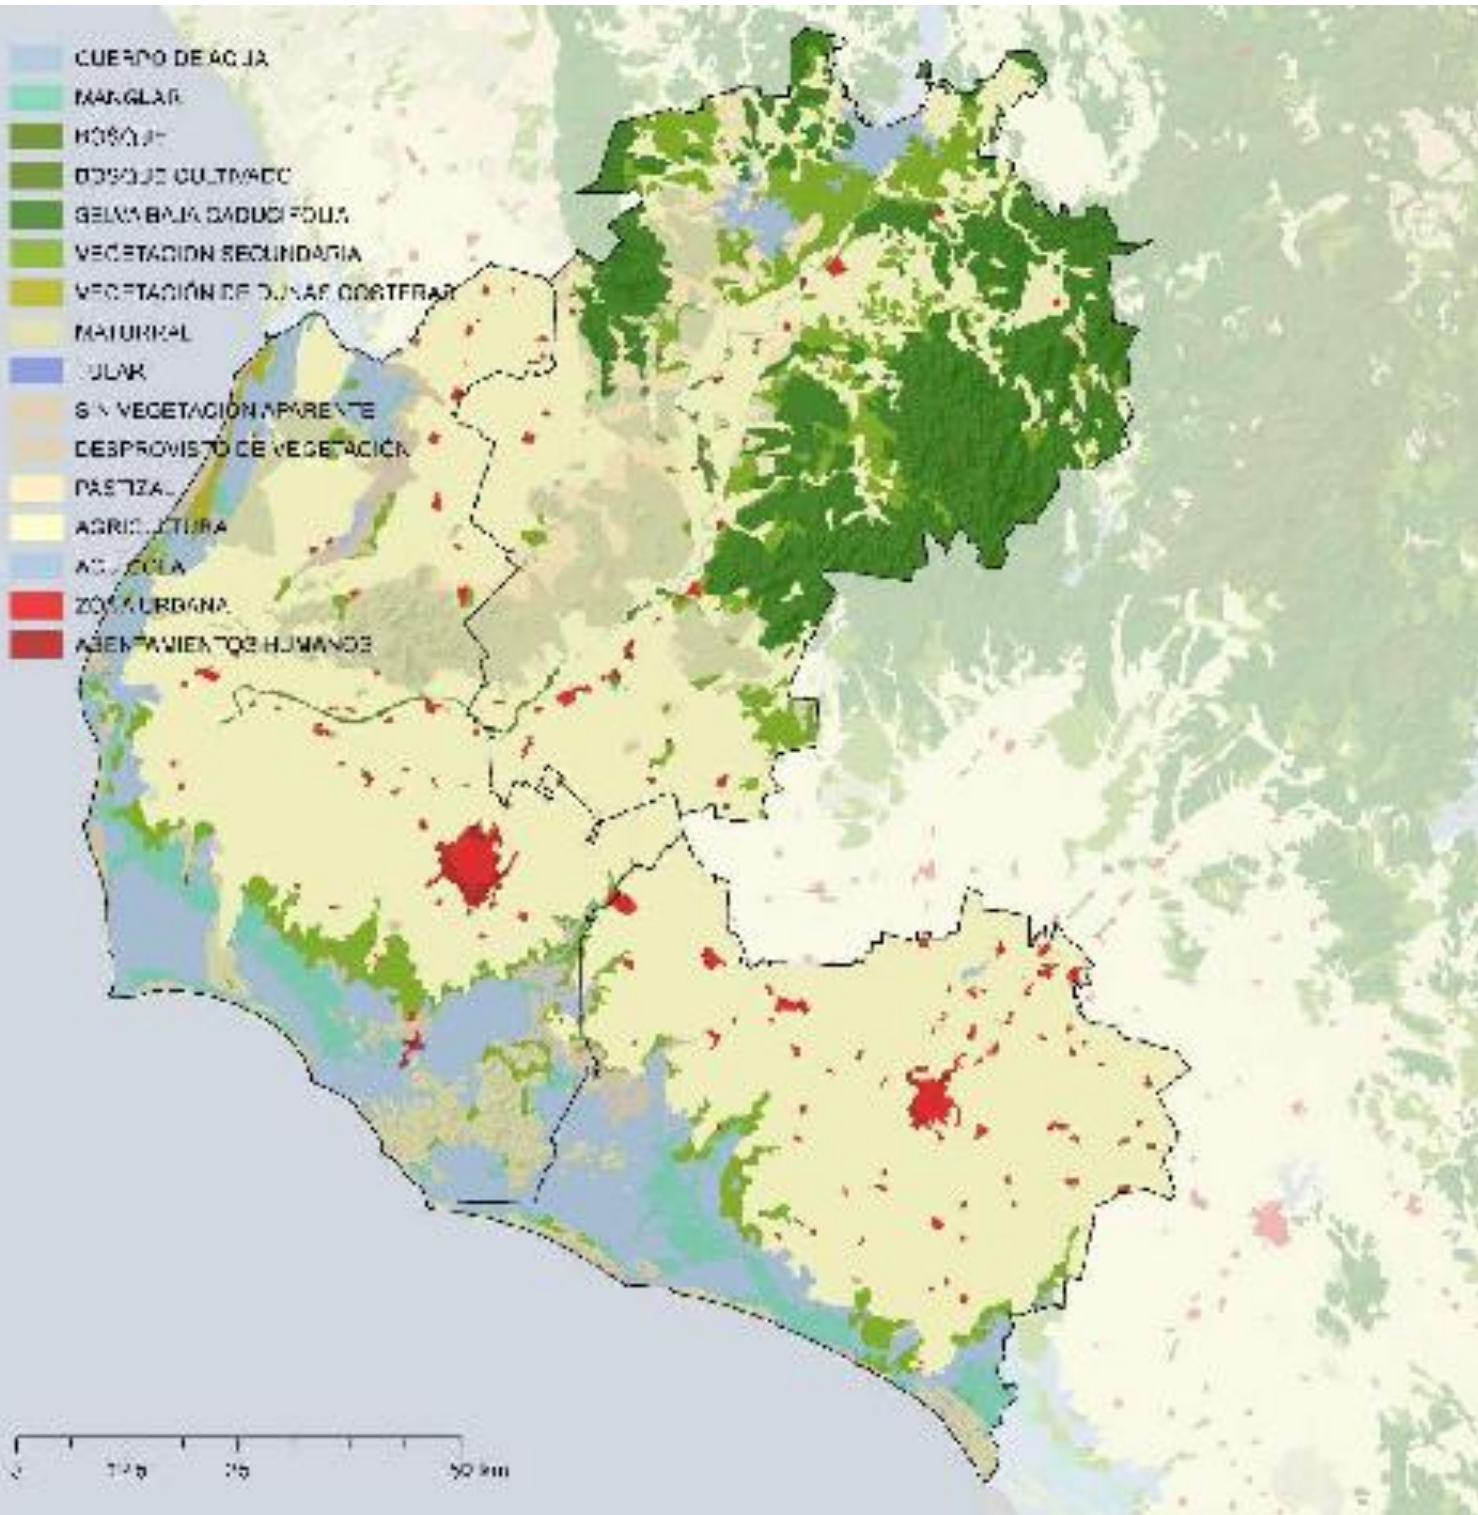 CUERPO DE AGUA
MANGLAR
BOSQUE
BOSQUE CULTIVADO
SELVA BAJA CADUCIFOLIA
VEGETACION SECUNDARIA
VEGETACIÓN DE DUNAS COSTERAS
MATORRAL
TULAR
SIN VEGETACIÓN APARENTE
DESPROVISTO DE VEGETACIÓN
PASTIZAL
AGRICULTURA
ACUICOLA
ZONA URBANA
ASENTAMIENTOS HUMANOS
0 12.5 25 50 km